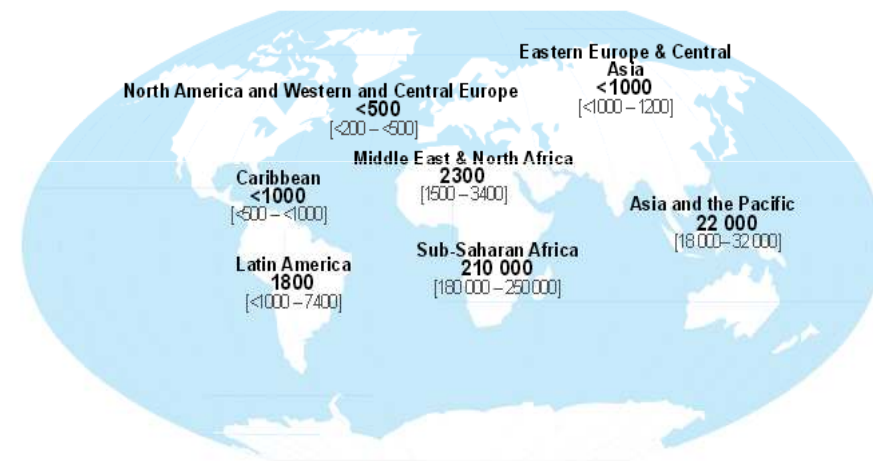 Eastern Europe & Central
Asia
<1000
[<1000 – 1200]
North America and Western and Central Europe
<500
[<200 – <500]
Middle East & North Africa
2300
[1500 – 3400]
Caribbean
<1000
[<500 – <1000]
Asia and the Pacific
22 000
[18 000– 32 000]
Sub-Saharan Africa
210 000
[180 000 – 250 000]
Latin America
1800
[<1000 – 7400]